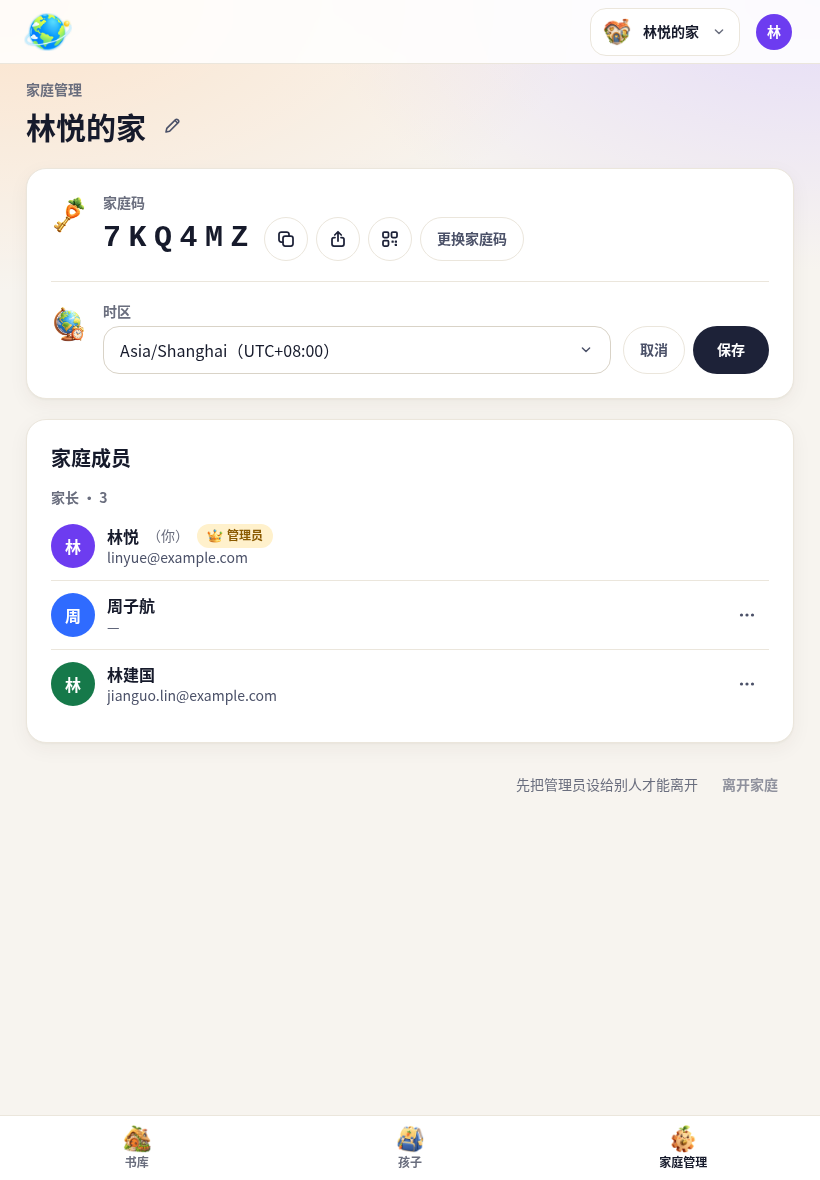 林悦的家
林
家庭管理
林悦的家
家庭码
7KQ4MZ
更换家庭码
时区
Asia/Shanghai（UTC+08:00）
取消
保存
家庭成员
家长 · 3
林
林悦 （你） 管理员
linyue@example.com
周
周子航
—
林
林建国
jianguo.lin@example.com
先把管理员设给别人才能离开 离开家庭
书库
孩子
家庭管理